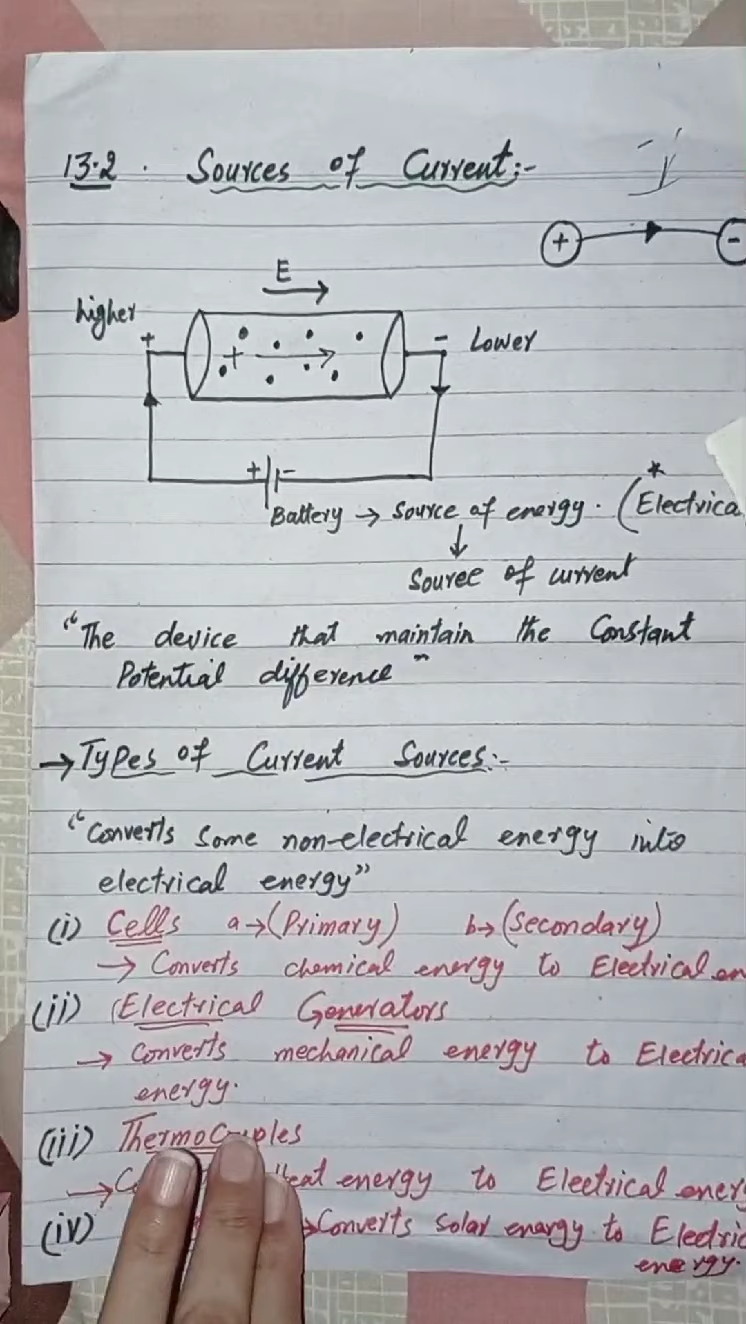 13.2. Sources of Current:-
I
+ -
E
higher
+ - Lower
+
+ -
Battery → Source of energy. (Electrica
*
↓
Source of current
"The device that maintain the Constant
Potential difference"
→ Types of Current Sources:-
"Converts Some non-electrical energy into
electrical energy"
(i) Cells a→(Primary) b→(Secondary)
→ Converts chemical energy to Electrical en
(ii) (Electrical Generators
→ Converts mechanical energy to Electrica
energy.
(iii) ThermoCouples
→ Heat energy to Electrical energ
(iv) →Converts Solar energy to Electric
energy.